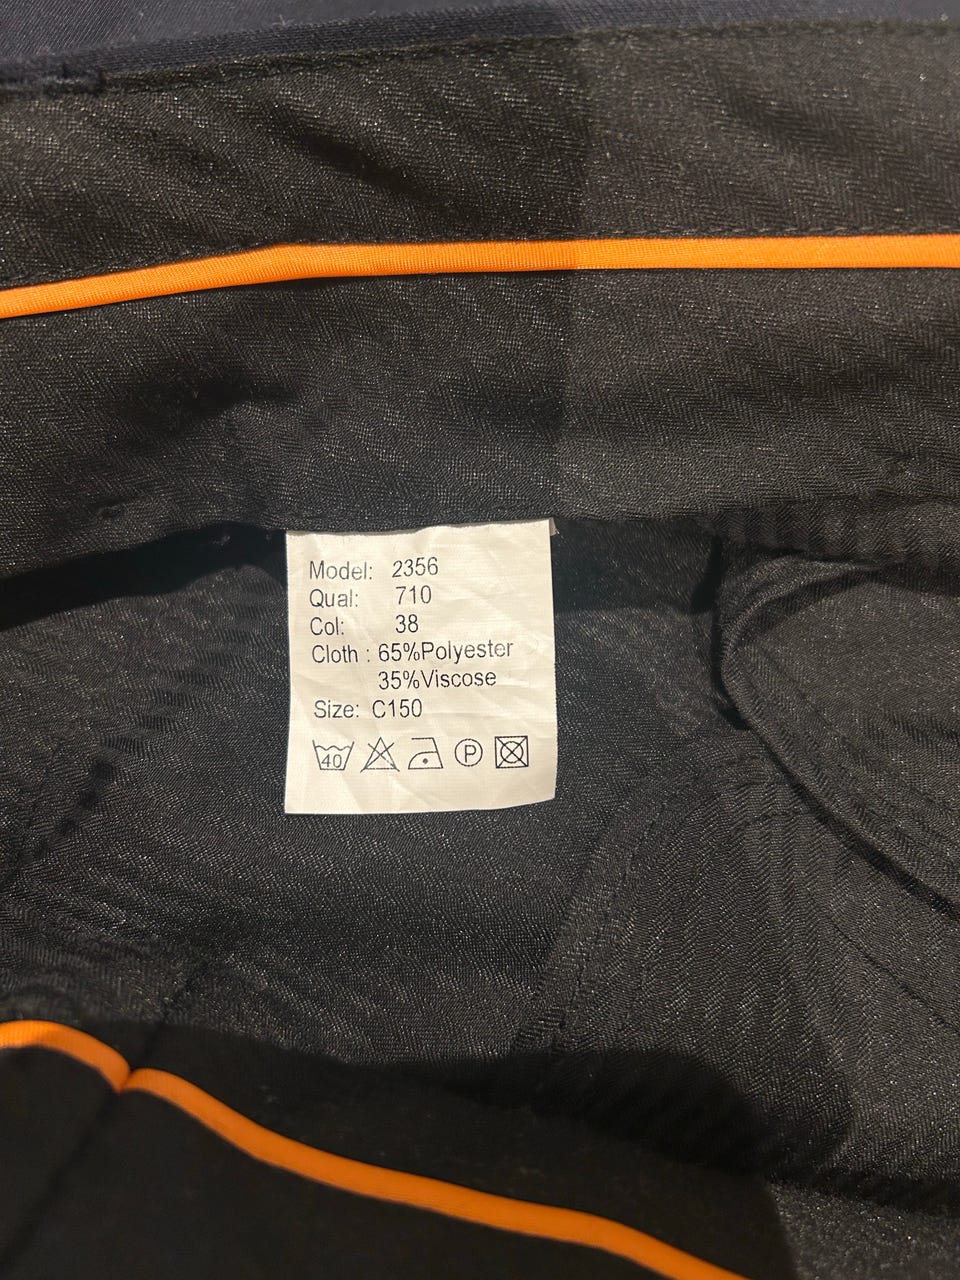 Model: 2356
Qual: 710
Col: 38
Cloth : 65%Polyester
35%Viscose
Size: C150
40 P